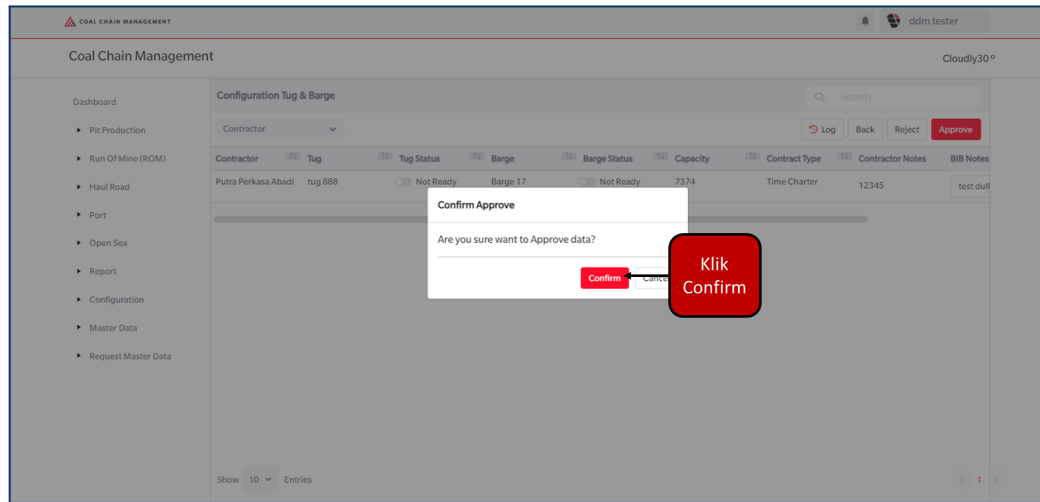 COAL CHAIN MANAGEMENT
ddm tester
Coal Chain Management
Cloudly30º
Dashboard
Pit Production
Run Of Mine (ROM)
Haul Road
Port
Open Sea
Report
Configuration
Master Data
Request Master Data
Configuration Tug & Barge
Search
Contractor
Log
Back
Reject
Approve
Contractor Tug Tug Status Barge Barge Status Capacity Contract Type Contractor Notes BIB Notes
Putra Perkasa Abadi tug 888 Not Ready Barge 17 Not Ready 7374 Time Charter 12345 test dull
Confirm Approve
Are you sure want to Approve data?
Confirm
Cance
Klik
Confirm
Show 10 Entries
1